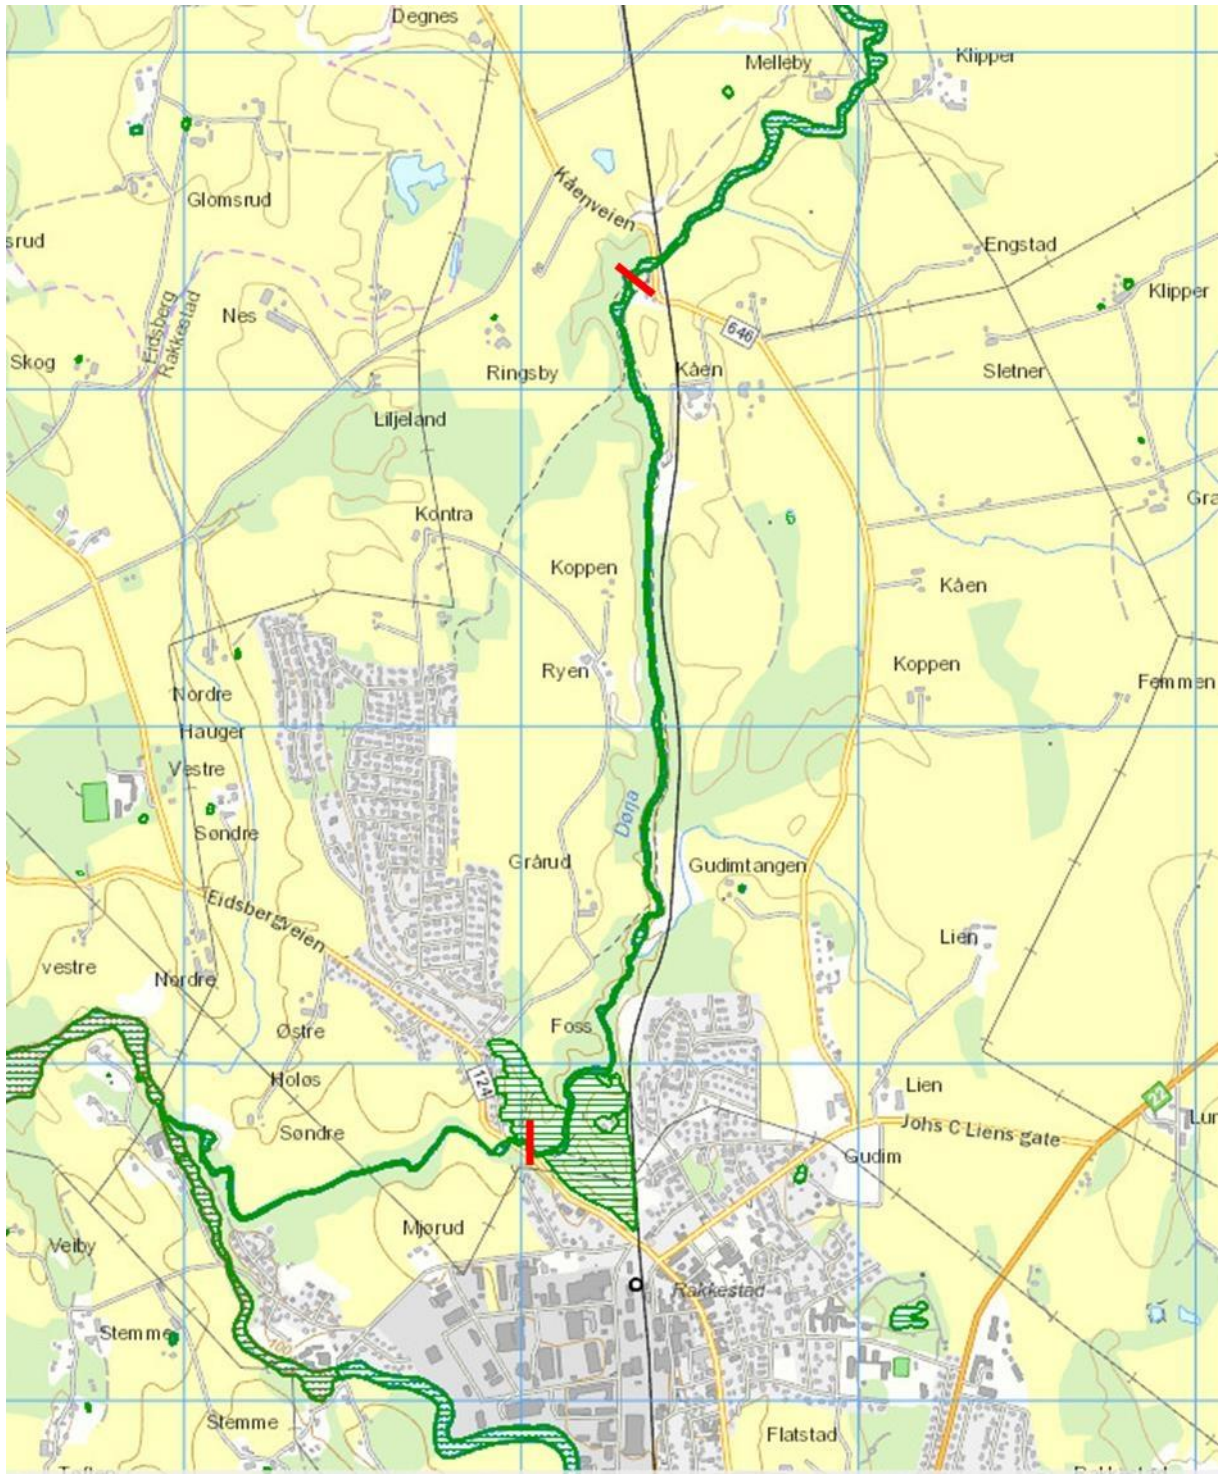 Degnes
Klipper
Melleby
Kåenveien
Glomsrud
srud
Engstad
Klipper
Eidsberg
Rakkestad
Nes
646
Skog
Ringsby
Kåen
Sletner
Liljeland
Gra
Kontra
Koppen
Kåen
Koppen
Ryen
Femmen
Nordre
Hauger
Vestre
Dørja
Søndre
Grårud
Gudimtangen
Eidsbergveien
Lien
vestre
Nordre
Østre
Foss
Holøs
124
Lien
22
Lun
Søndre
Johs C Liens gate
Gudim
Mjørud
Veiby
Rakkestad
Stemme
100
Stemme
Flatstad